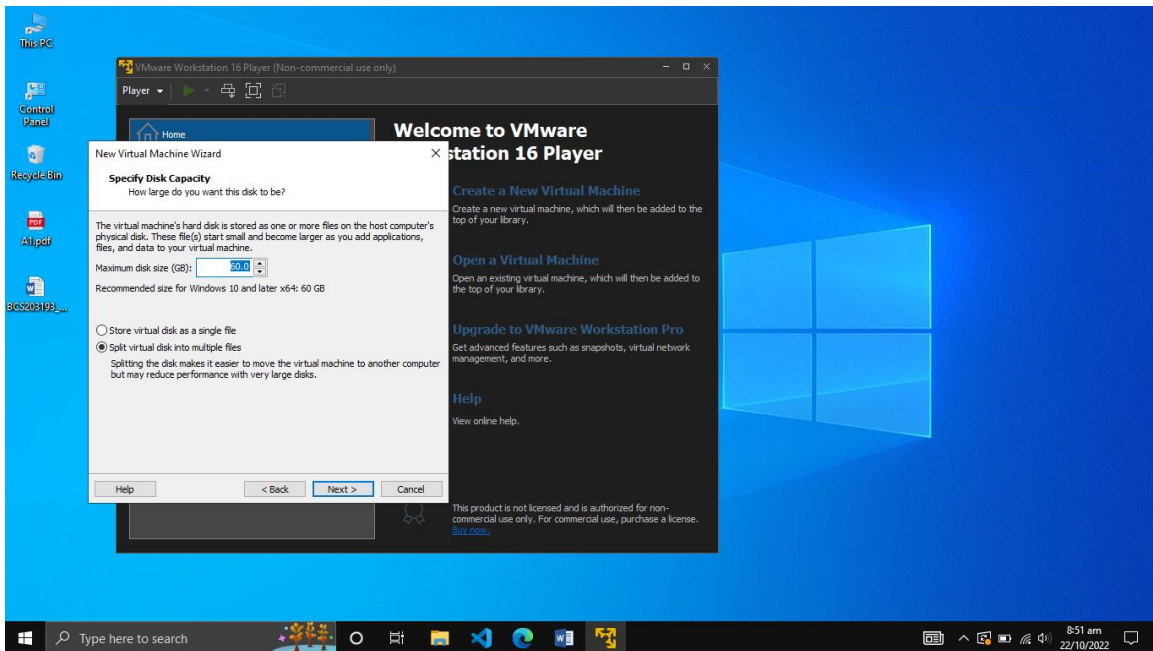 This PC
Control
Panel
Recycle Bin
A1.pdf
BCS203193_...
VMware Workstation 16 Player (Non-commercial use only)
Player
Home
Welcome to VMware
station 16 Player
Create a New Virtual Machine
Create a new virtual machine, which will then be added to the
top of your library.
Open a Virtual Machine
Open an existing virtual machine, which will then be added to
the top of your library.
Upgrade to VMware Workstation Pro
Get advanced features such as snapshots, virtual network
management, and more.
Help
View online help.
This product is not licensed and is authorized for non-
commercial use only. For commercial use, purchase a license.
Buy now.
New Virtual Machine Wizard
Specify Disk Capacity
How large do you want this disk to be?
The virtual machine's hard disk is stored as one or more files on the host computer's
physical disk. These file(s) start small and become larger as you add applications,
files, and data to your virtual machine.
Maximum disk size (GB): 60.0
Recommended size for Windows 10 and later x64: 60 GB
Store virtual disk as a single file
Split virtual disk into multiple files
Splitting the disk makes it easier to move the virtual machine to another computer
but may reduce performance with very large disks.
Help < Back Next > Cancel
Type here to search
8:51 am
22/10/2022